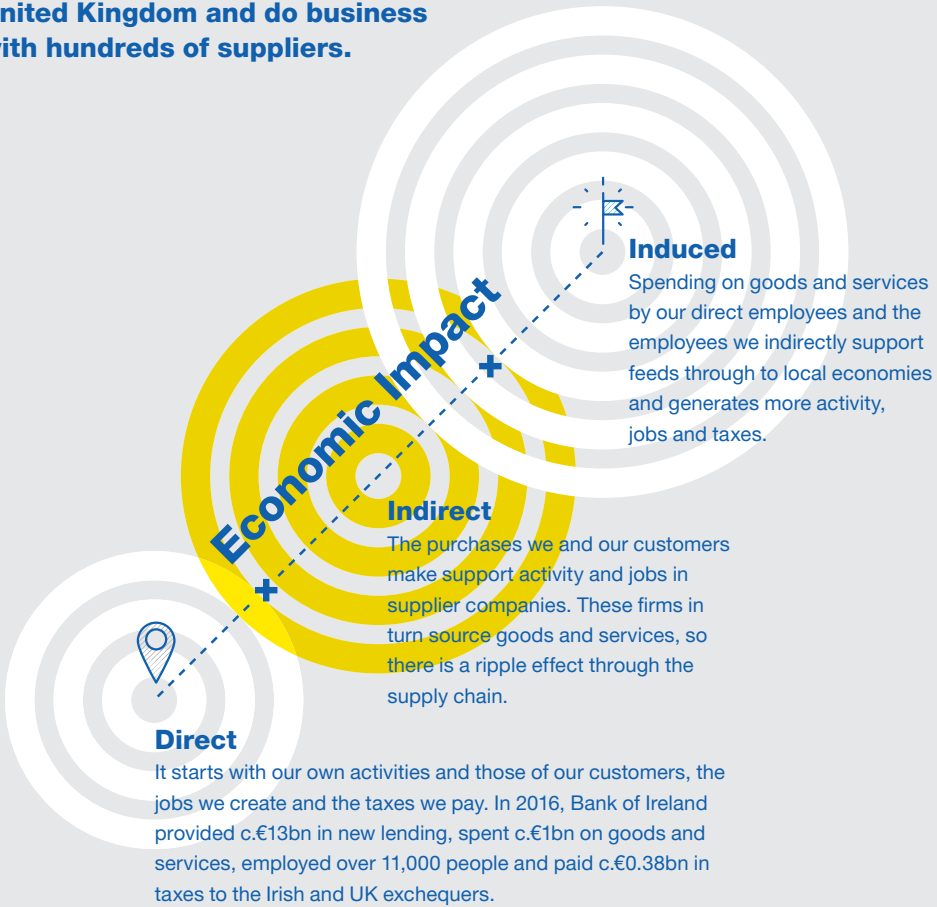 United Kingdom and do business
with hundreds of suppliers.
Economic Impact
Induced
Spending on goods and services
by our direct employees and the
employees we indirectly support
feeds through to local economies
and generates more activity,
jobs and taxes.
Indirect
The purchases we and our customers
make support activity and jobs in
supplier companies. These firms in
turn source goods and services, so
there is a ripple effect through the
supply chain.
Direct
It starts with our own activities and those of our customers, the
jobs we create and the taxes we pay. In 2016, Bank of Ireland
provided c.€13bn in new lending, spent c.€1bn on goods and
services, employed over 11,000 people and paid c.€0.38bn in
taxes to the Irish and UK exchequers.